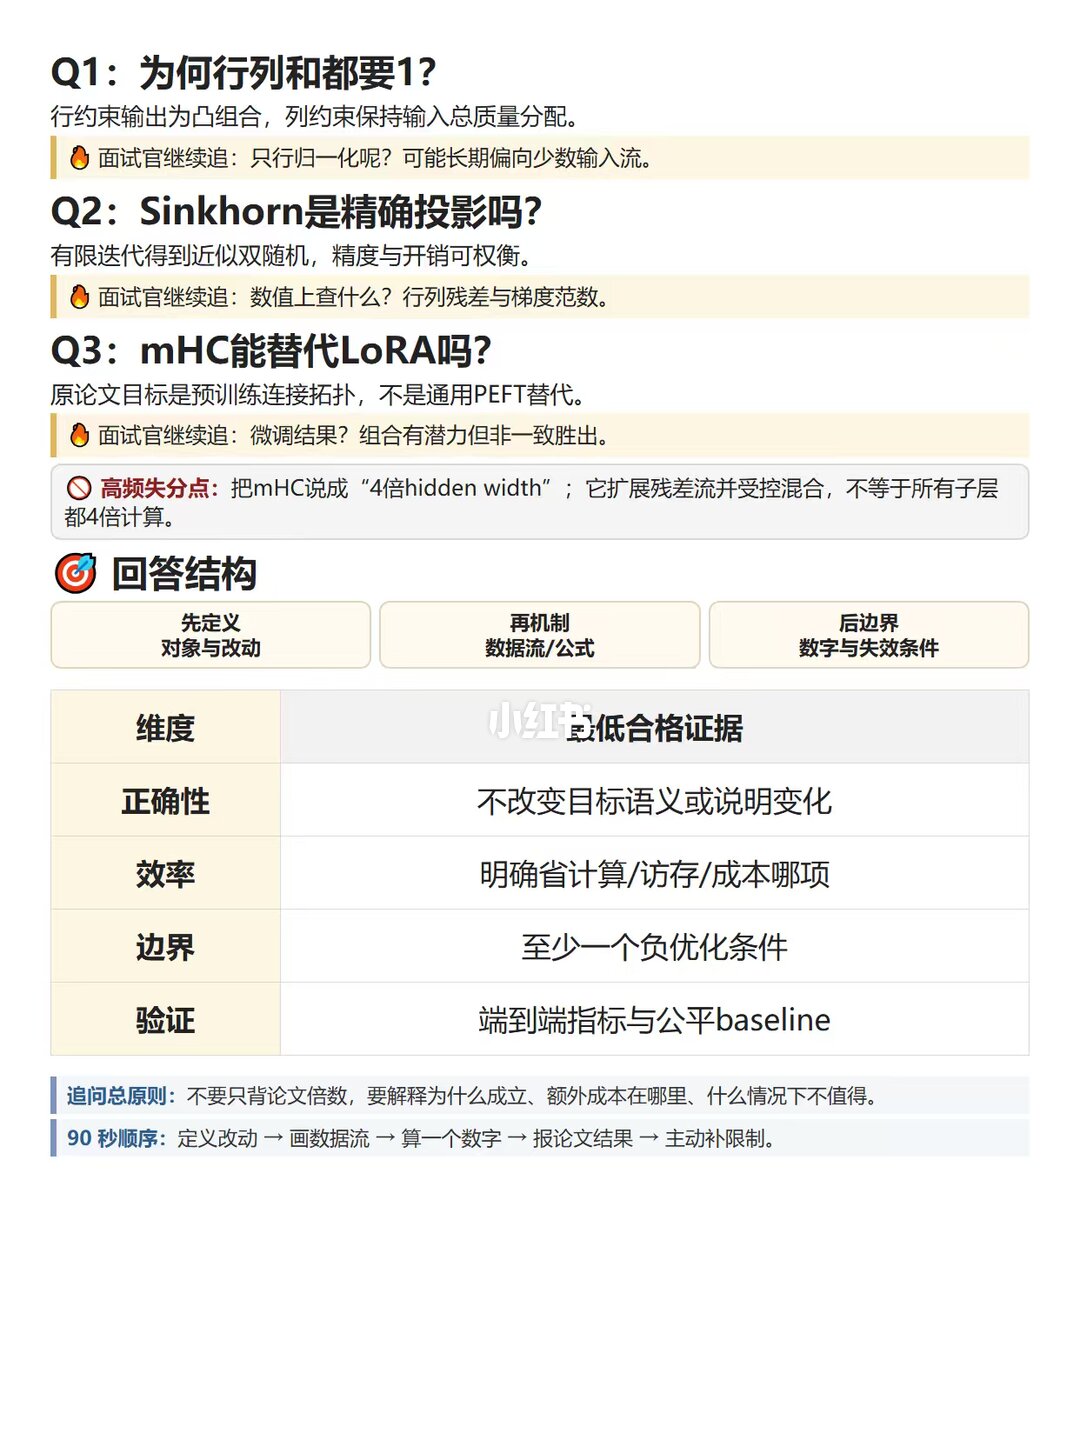 Q1：为何行列和都要1？
行约束输出为凸组合，列约束保持输入总质量分配。
面试官继续追：只行归一化呢？可能长期偏向少数输入流。
Q2：Sinkhorn是精确投影吗？
有限迭代得到近似双随机，精度与开销可权衡。
面试官继续追：数值上查什么？行列残差与梯度范数。
Q3：mHC能替代LoRA吗？
原论文目标是预训练连接拓扑，不是通用PEFT替代。
面试官继续追：微调结果？组合有潜力但非一致胜出。
高频失分点：把mHC说成“4倍hidden width”；它扩展残差流并受控混合，不等于所有子层
都4倍计算。
回答结构
先定义
对象与改动
再机制
数据流/公式
后边界
数字与失效条件
小红书
维度 最低合格证据
正确性 不改变目标语义或说明变化
效率 明确省计算/访存/成本哪项
边界 至少一个负优化条件
验证 端到端指标与公平baseline
追问总原则：不要只背论文倍数，要解释为什么成立、额外成本在哪里、什么情况下不值得。
90 秒顺序：定义改动 → 画数据流 → 算一个数字 → 报论文结果 → 主动补限制。